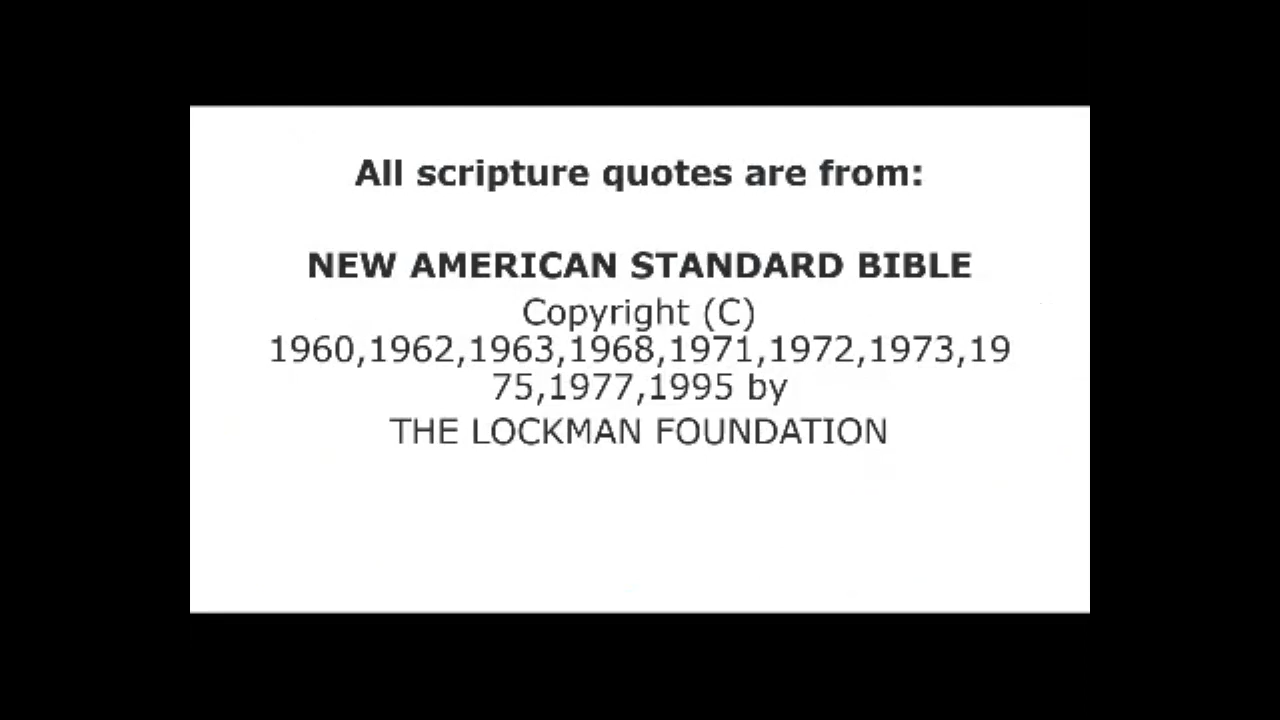 All scripture quotes are from:
NEW AMERICAN STANDARD BIBLE
Copyright (C)
1960,1962,1963,1968,1971,1972,1973,19
75,1977,1995 by
THE LOCKMAN FOUNDATION